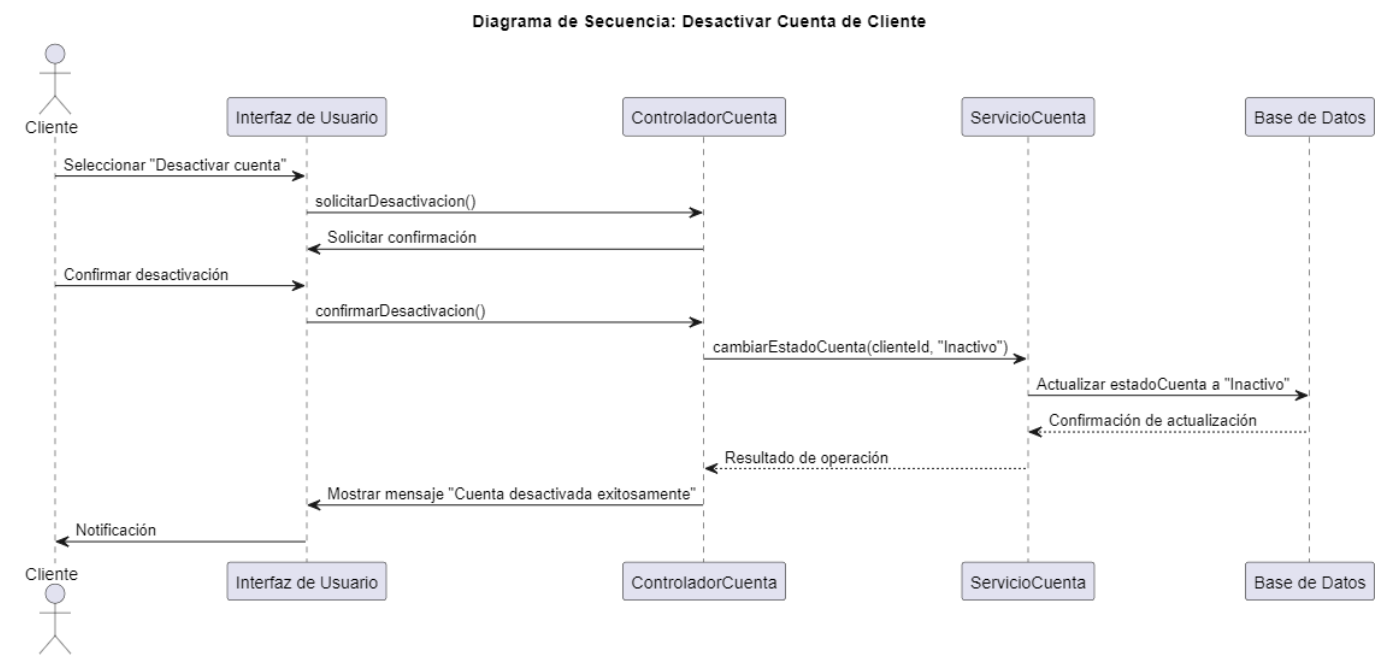 Diagrama de Secuencia: Desactivar Cuenta de Cliente
Cliente
Interfaz de Usuario
ControladorCuenta
ServicioCuenta
Base de Datos
Seleccionar "Desactivar cuenta"
solicitarDesactivacion()
Solicitar confirmación
Confirmar desactivación
confirmarDesactivacion()
cambiarEstadoCuenta(clienteId, "Inactivo")
Actualizar estadoCuenta a "Inactivo"
Confirmación de actualización
Resultado de operación
Mostrar mensaje "Cuenta desactivada exitosamente"
Notificación
Cliente
Interfaz de Usuario
ControladorCuenta
ServicioCuenta
Base de Datos